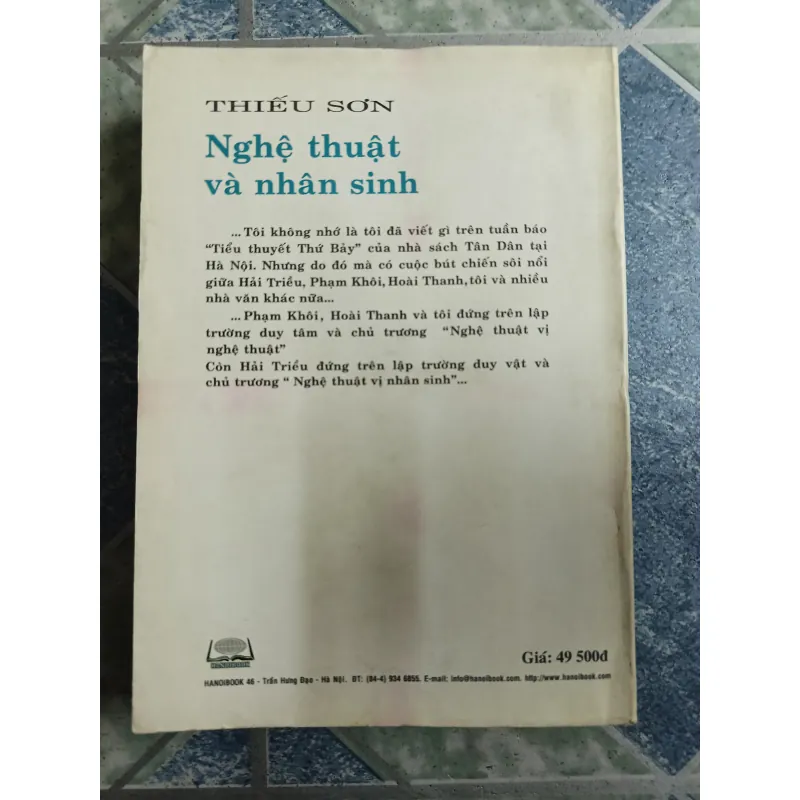 THIẾU SƠN
Nghệ thuật
và nhân sinh
...Tôi không nhớ là tôi đã viết gì trên tuần báo
“Tiểu thuyết Thứ Bảy” của nhà sách Tân Dân tại
Hà Nội. Nhưng do đó mà có cuộc bút chiến sôi nổi
giữa Hải Triều, Phạm Khôi, Hoài Thanh, tôi và nhiều
nhà văn khác nữa...
...Phạm Khôi, Hoài Thanh và tôi đứng trên lập
trường duy tâm và chủ trương “Nghệ thuật vị
nghệ thuật”
Còn Hải Triều đứng trên lập trường duy vật và
chủ trương “ Nghệ thuật vị nhân sinh”...
HANOIBOOK
Giá: 49 500đ
HANOIBOOK 46 - Trần Hưng Đạo - Hà Nội. ĐT: (84-4) 934 6855. E-mail: info@hanoibook.com. http://www.hanoibook.com